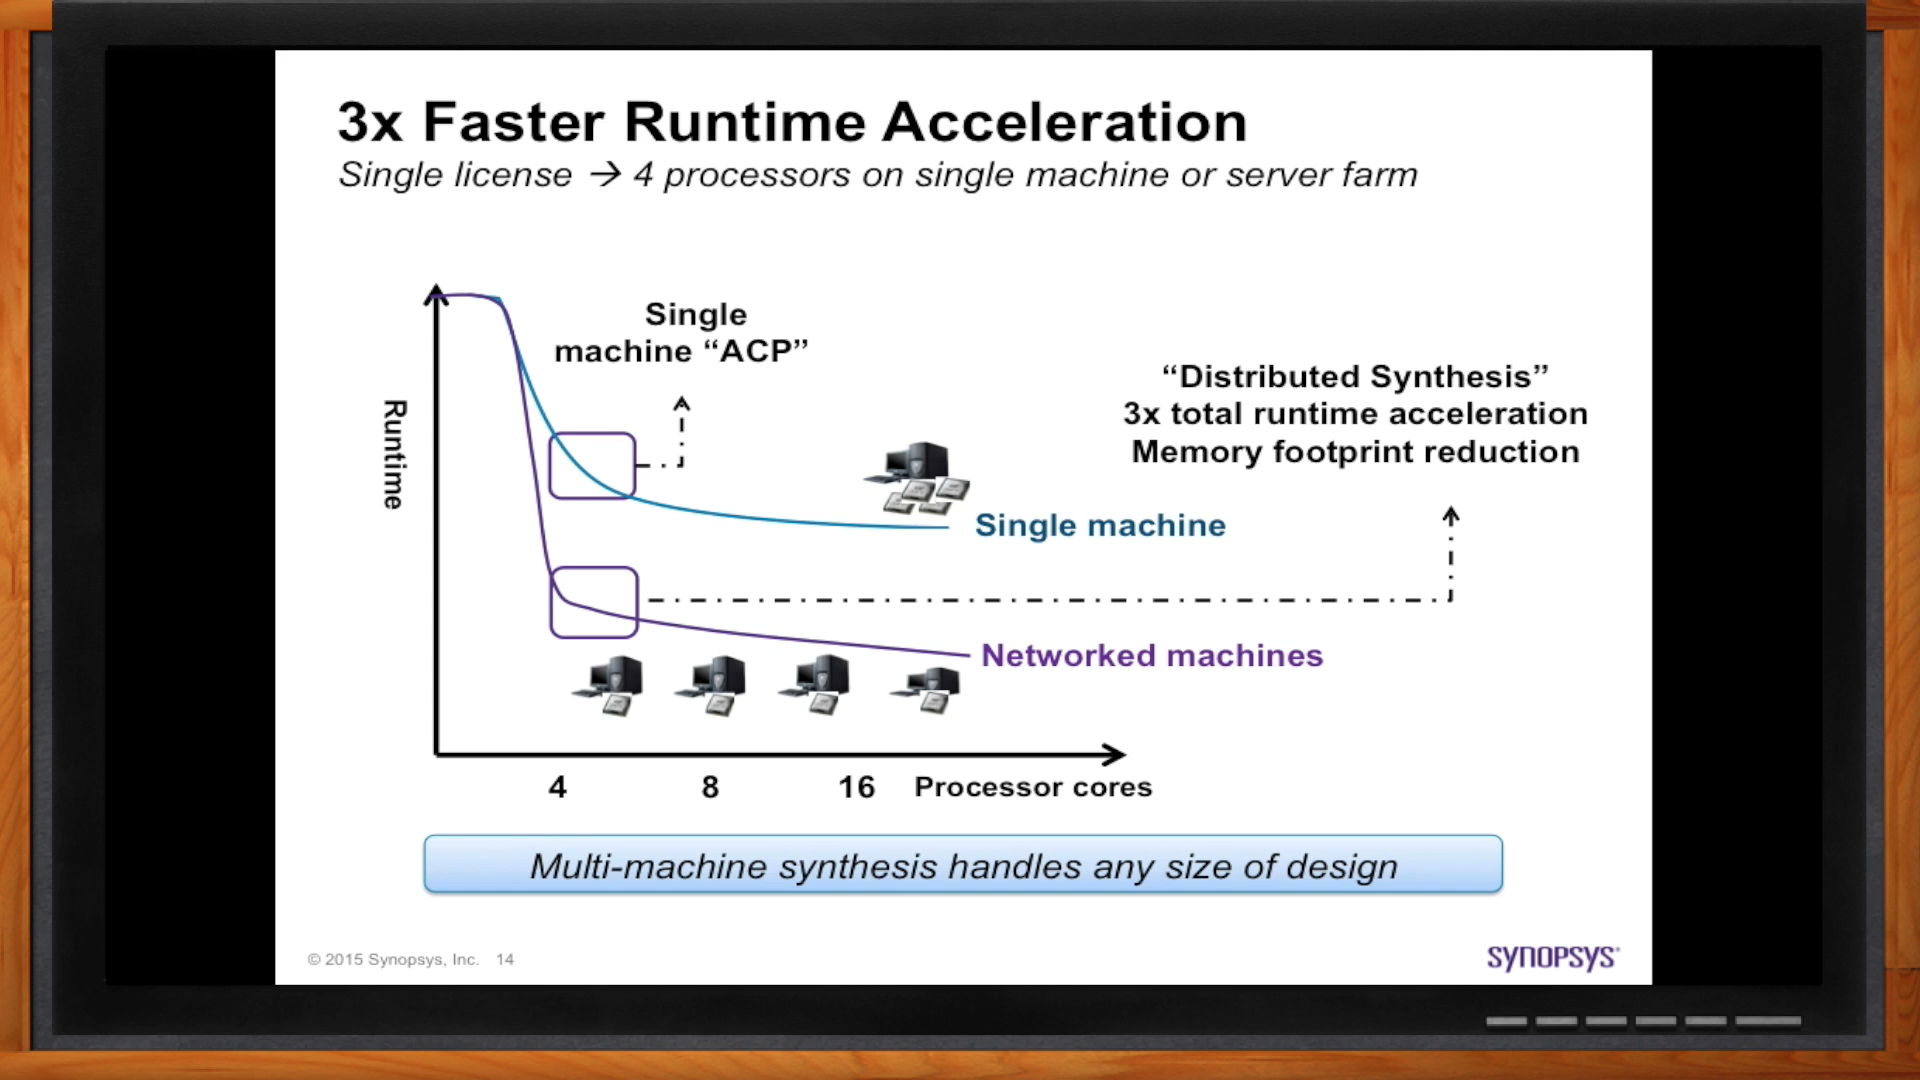 3x Faster Runtime Acceleration
Single license → 4 processors on single machine or server farm
Single
machine “ACP”
“Distributed Synthesis”
3x total runtime acceleration
Memory footprint reduction
Runtime
Single machine
Networked machines
4 8 16 Processor cores
Multi-machine synthesis handles any size of design
© 2015 Synopsys, Inc. 14
SYNOPSYS®